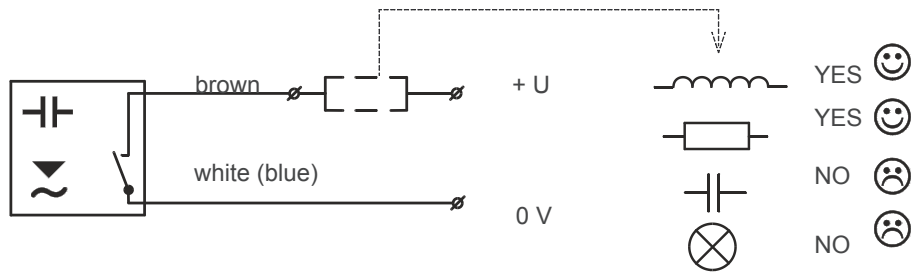 brown
+ U
YES
YES
white (blue)
NO
0 V
NO